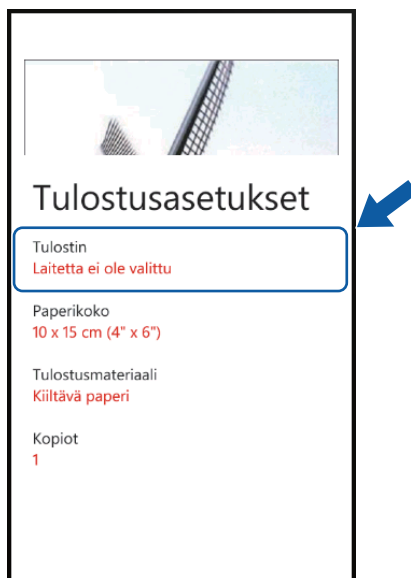 Tulostusasetukset
Tulostin
Laitetta ei ole valittu
Paperikoko
10 x 15 cm (4" x 6")
Tulostusmateriaali
Kiiltävä paperi
Kopiot
1